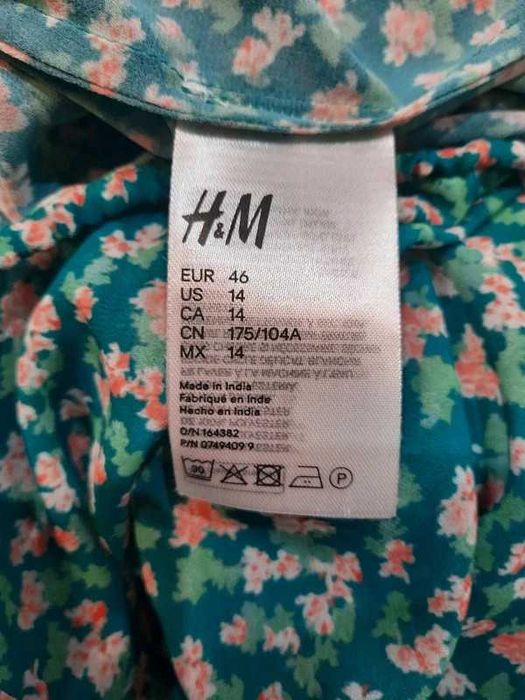 H&M
EUR 46
US 14
CA 14
CN 175/104A
MX 14
Made in India
Fabriqué en Inde
Hecho en India
O/N 164382
P/N 0749409 9
30
P